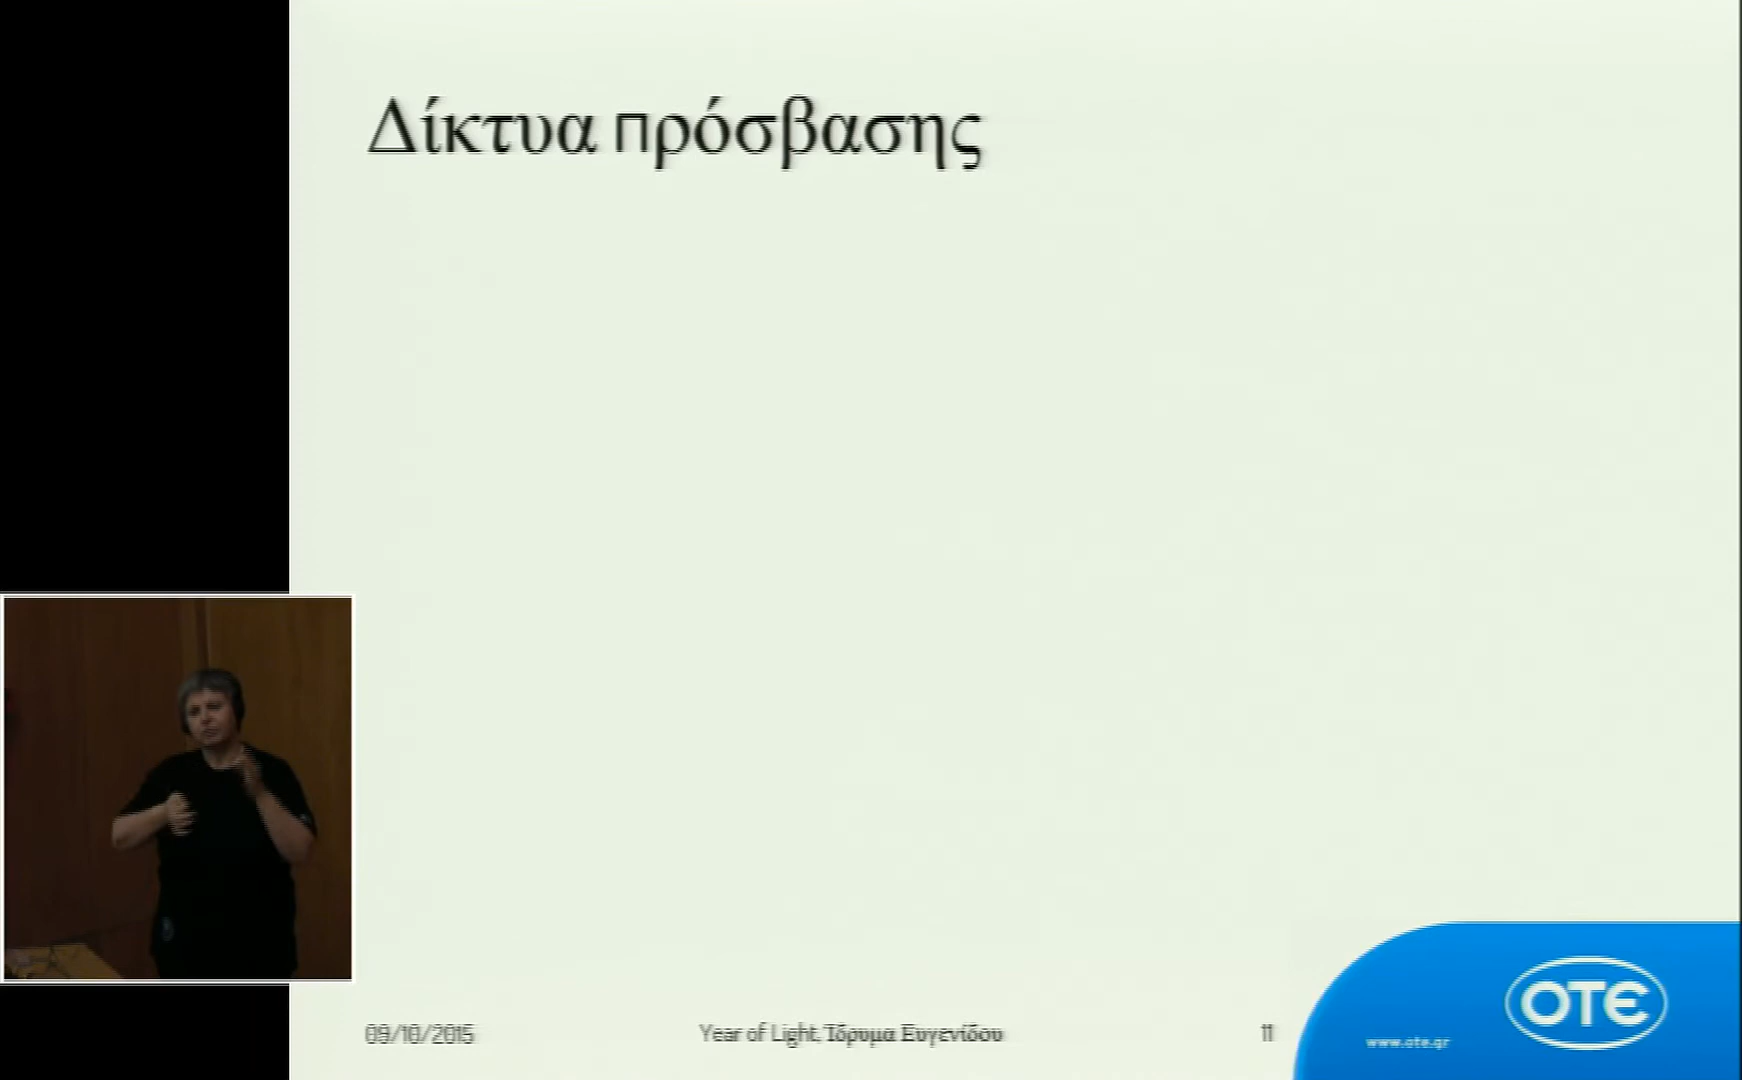 Δίκτυα πρόσβασης
09/10/2015
Year of Light, Ίδρυμα Ευγενίδου
11
www.ote.gr
OTE